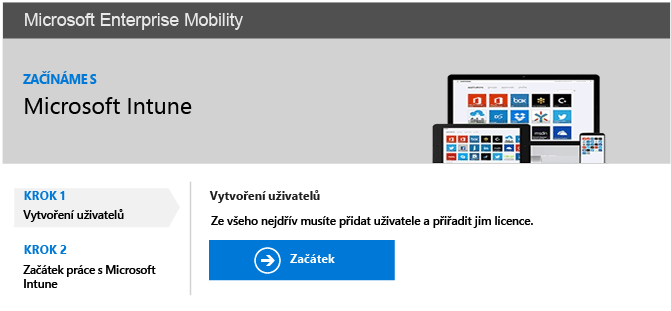 Microsoft Enterprise Mobility
ZAČÍNÁME S
Microsoft Intune
KROK 1
Vytvoření uživatelů
KROK 2
Začátek práce s Microsoft
Intune
Vytvoření uživatelů
Ze všeho nejdřív musíte přidat uživatele a přiřadit jim licence.
Začátek